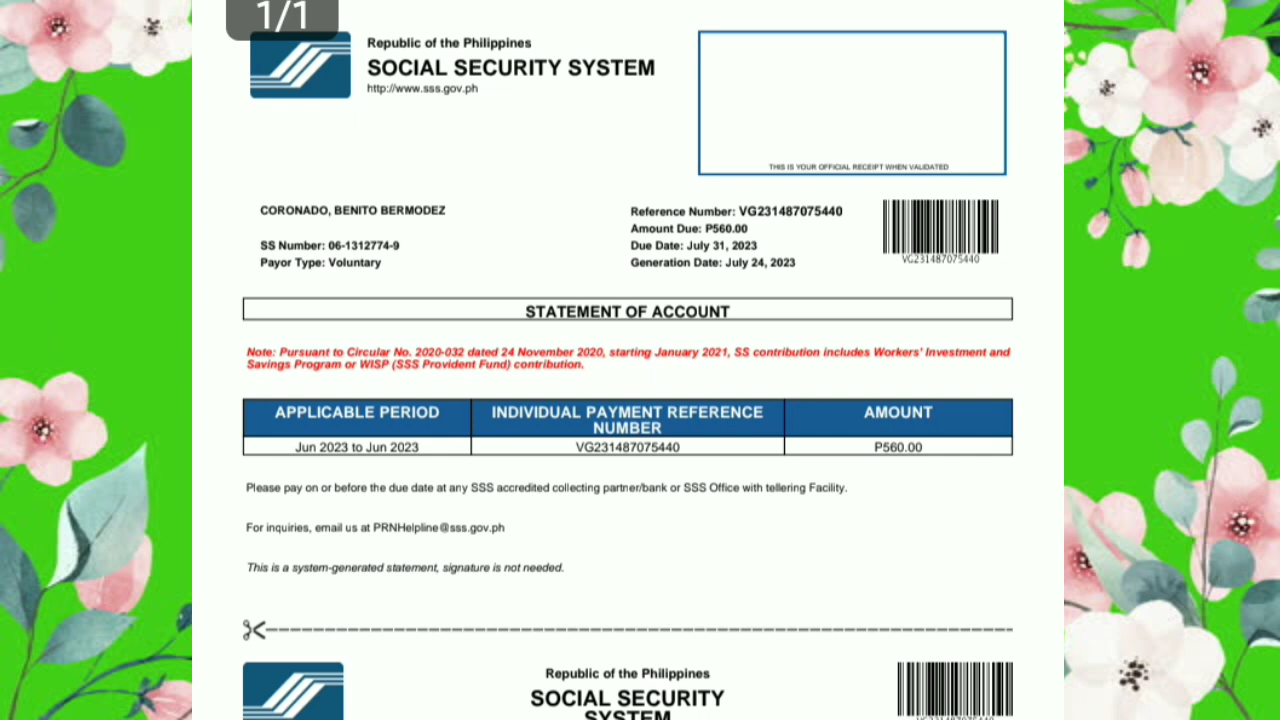 1/1
Republic of the Philippines
SOCIAL SECURITY SYSTEM
http://www.sss.gov.ph
THIS IS YOUR OFFICIAL RECEIPT WHEN VALIDATED
CORONADO, BENITO BERMODEZ
SS Number: 06-1312774-9
Payor Type: Voluntary
Reference Number: VG231487075440
Amount Due: P560.00
Due Date: July 31, 2023
Generation Date: July 24, 2023
VG231487075440
STATEMENT OF ACCOUNT
Note: Pursuant to Circular No. 2020-032 dated 24 November 2020, starting January 2021, SS contribution includes Workers' Investment and
Savings Program or WISP (SSS Provident Fund) contribution.
APPLICABLE PERIOD
INDIVIDUAL PAYMENT REFERENCE
NUMBER
AMOUNT
Jun 2023 to Jun 2023
VG231487075440
P560.00
Please pay on or before the due date at any SSS accredited collecting partner/bank or SSS Office with tellering Facility.
For inquiries, email us at PRNHelpline@sss.gov.ph
This is a system-generated statement, signature is not needed.
Republic of the Philippines
SOCIAL SECURITY
SYSTEM
VG231487075440